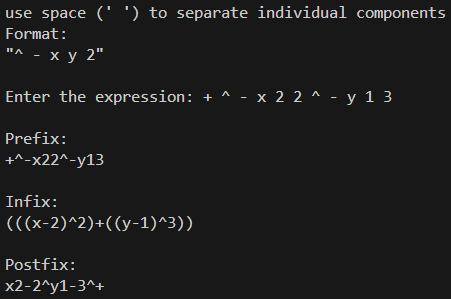 use space (' ') to separate individual components
Format:
"^ - x y 2"
Enter the expression: + ^ - x 2 2 ^ - y 1 3
Prefix:
+^-x22^-y13
Infix:
(((x-2)^2)+((y-1)^3))
Postfix:
x2-2^y1-3^+